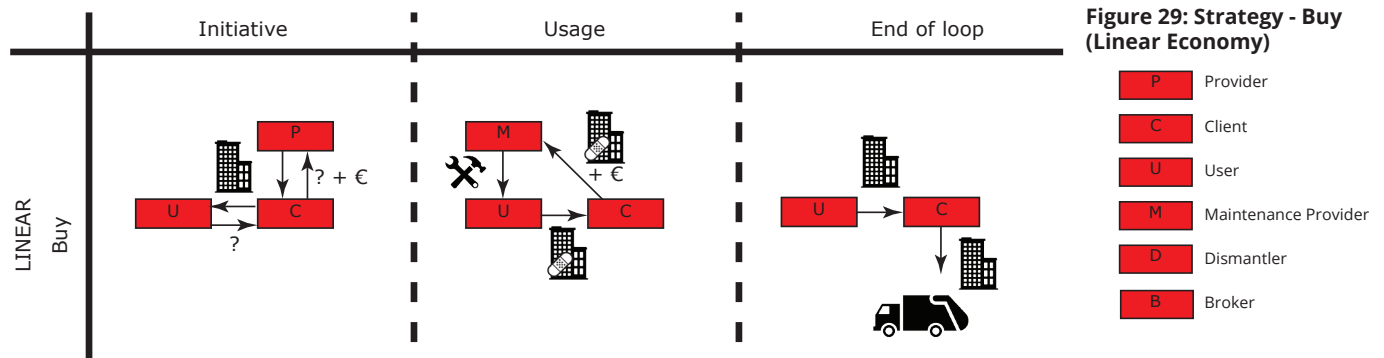 Initiative
Usage
End of loop
Figure 29: Strategy - Buy
(Linear Economy)
LINEAR
Buy
P
? + €
U
C
?
M
+ €
U
C
U
C
P
Provider
C
Client
U
User
M
Maintenance Provider
D
Dismantler
B
Broker